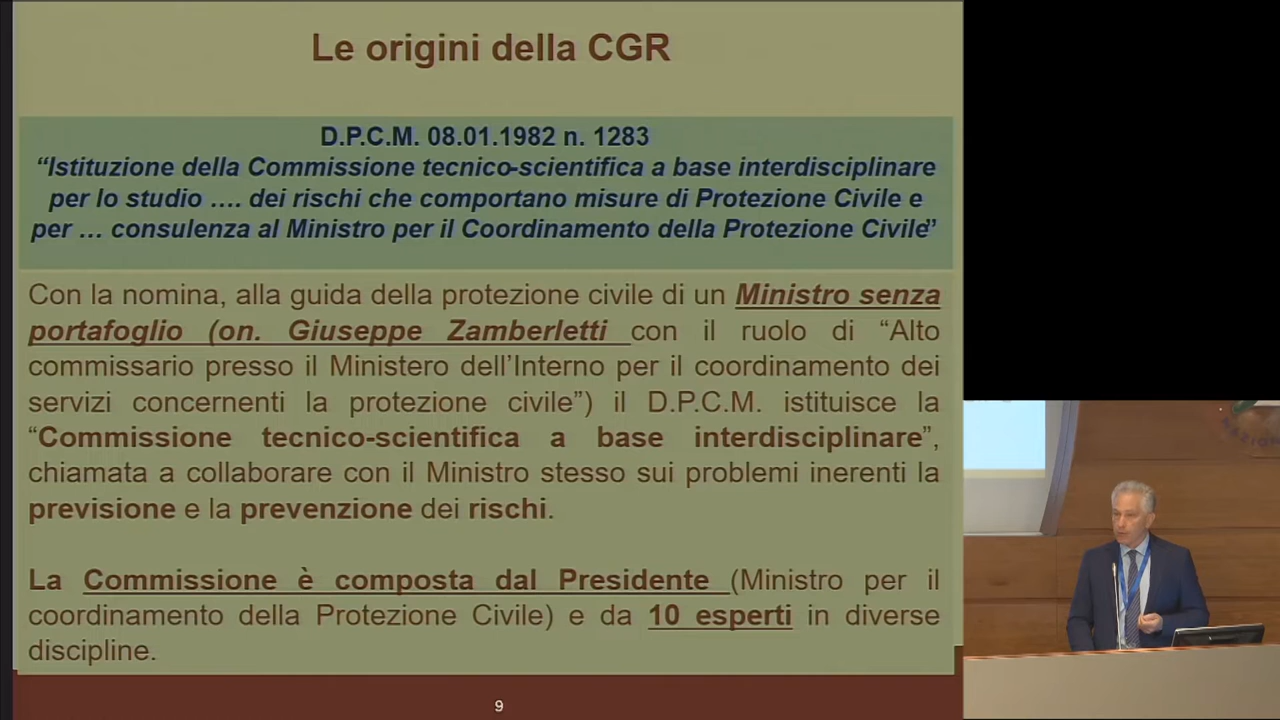 Le origini della CGR
D.P.C.M. 08.01.1982 n. 1283
“Istituzione della Commissione tecnico-scientifica a base interdisciplinare
per lo studio …. dei rischi che comportano misure di Protezione Civile e
per … consulenza al Ministro per il Coordinamento della Protezione Civile”
Con la nomina, alla guida della protezione civile di un Ministro senza
portafoglio (on. Giuseppe Zamberletti con il ruolo di “Alto
commissario presso il Ministero dell’Interno per il coordinamento dei
servizi concernenti la protezione civile”) il D.P.C.M. istituisce la
“Commissione tecnico-scientifica a base interdisciplinare”,
chiamata a collaborare con il Ministro stesso sui problemi inerenti la
previsione e la prevenzione dei rischi.
La Commissione è composta dal Presidente (Ministro per il
coordinamento della Protezione Civile) e da 10 esperti in diverse
discipline.
9